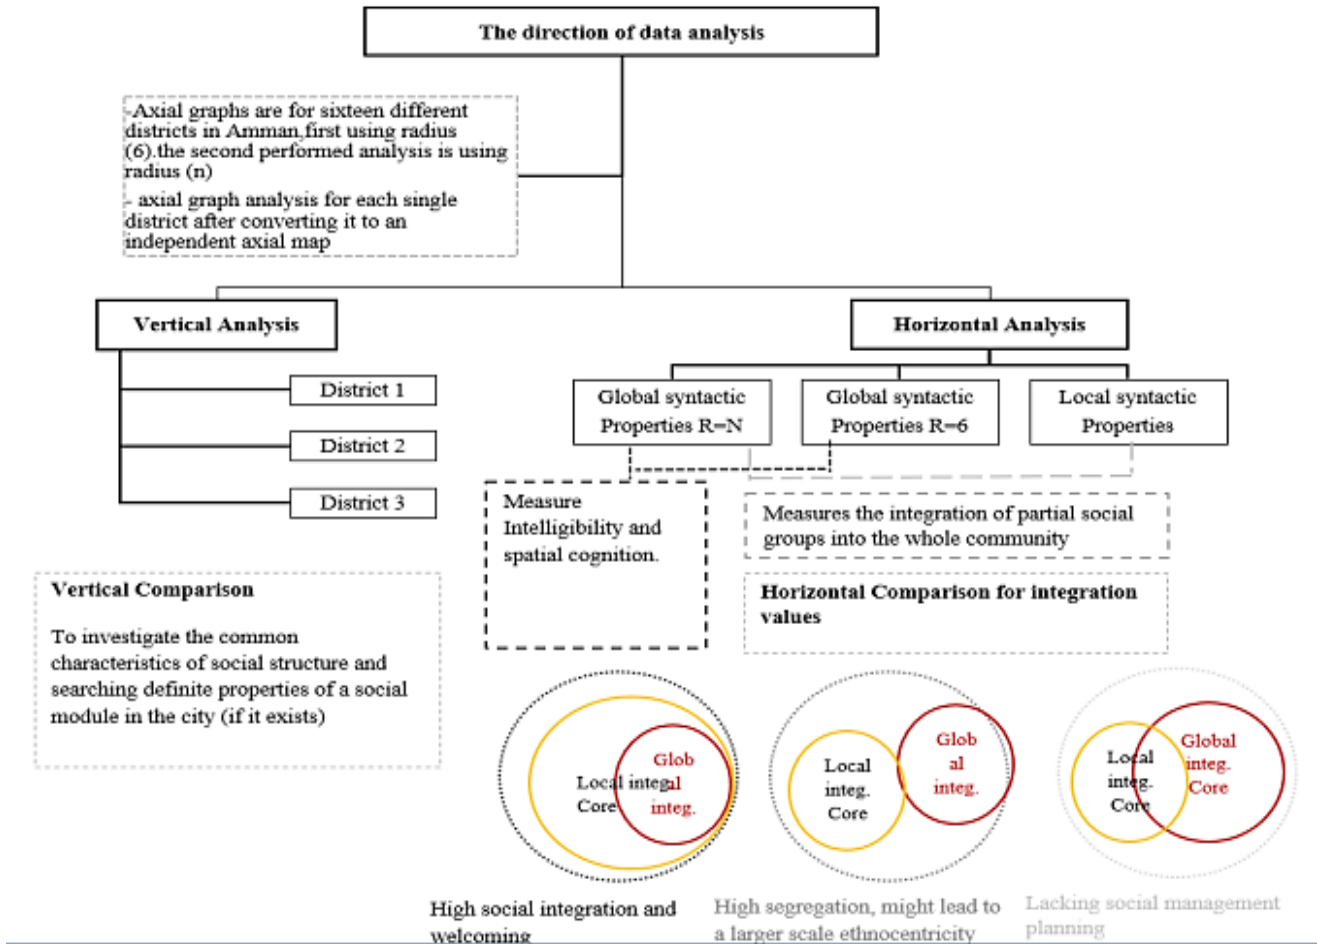 The direction of data analysis
-Axial graphs are for sixteen different
districts in Amman,first using radius
(6).the second performed analysis is using
radius (n)
- axial graph analysis for each single
district after converting it to an
independent axial map
Vertical Analysis
Horizontal Analysis
District 1
District 2
District 3
Global syntactic
Properties R=N
Global syntactic
Properties R=6
Local syntactic
Properties
Measure
Intelligibility and
spatial cognition.
Measures the integration of partial social
groups into the whole community
Vertical Comparison
To investigate the common
characteristics of social structure and
searching definite properties of a social
module in the city (if it exists)
Horizontal Comparison for integration
values
Local integ.
Core
Glob
al
integ.
Local
integ.
Core
Glob
al
integ.
Local
integ.
Core
Global
integ.
Core
High social integration and
welcoming
High segregation, might lead to
a larger scale ethnocentricity
Lacking social management
planning